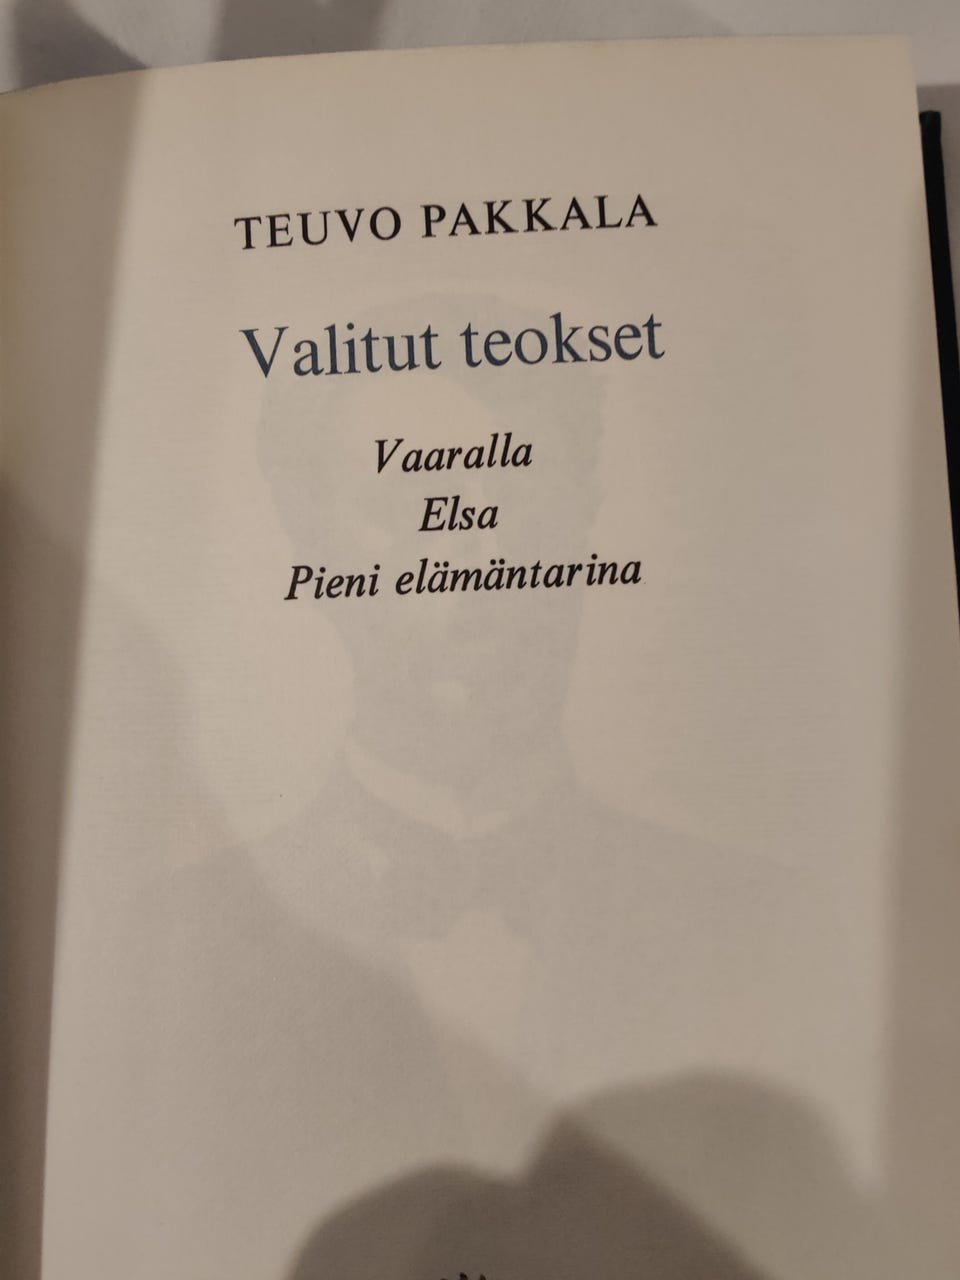 TEUVO PAKKALA
Valitut teokset
Vaaralla
Elsa
Pieni elämäntarina